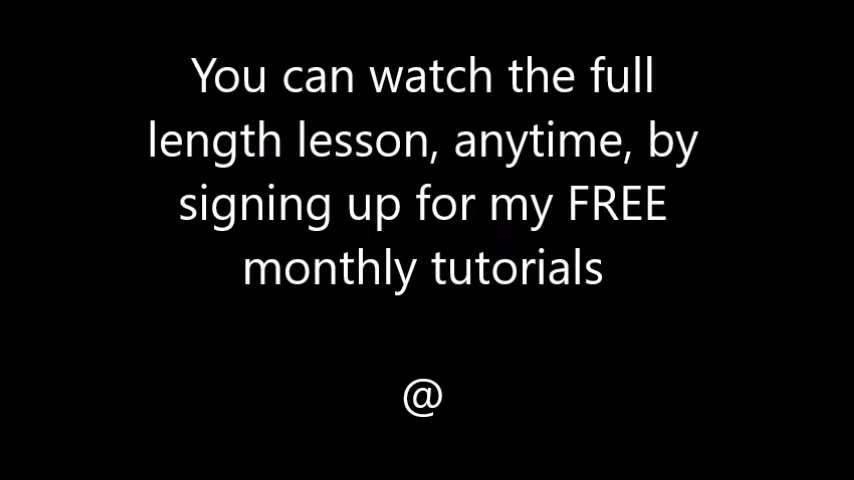 You can watch the full
length lesson, anytime, by
signing up for my FREE
monthly tutorials
@